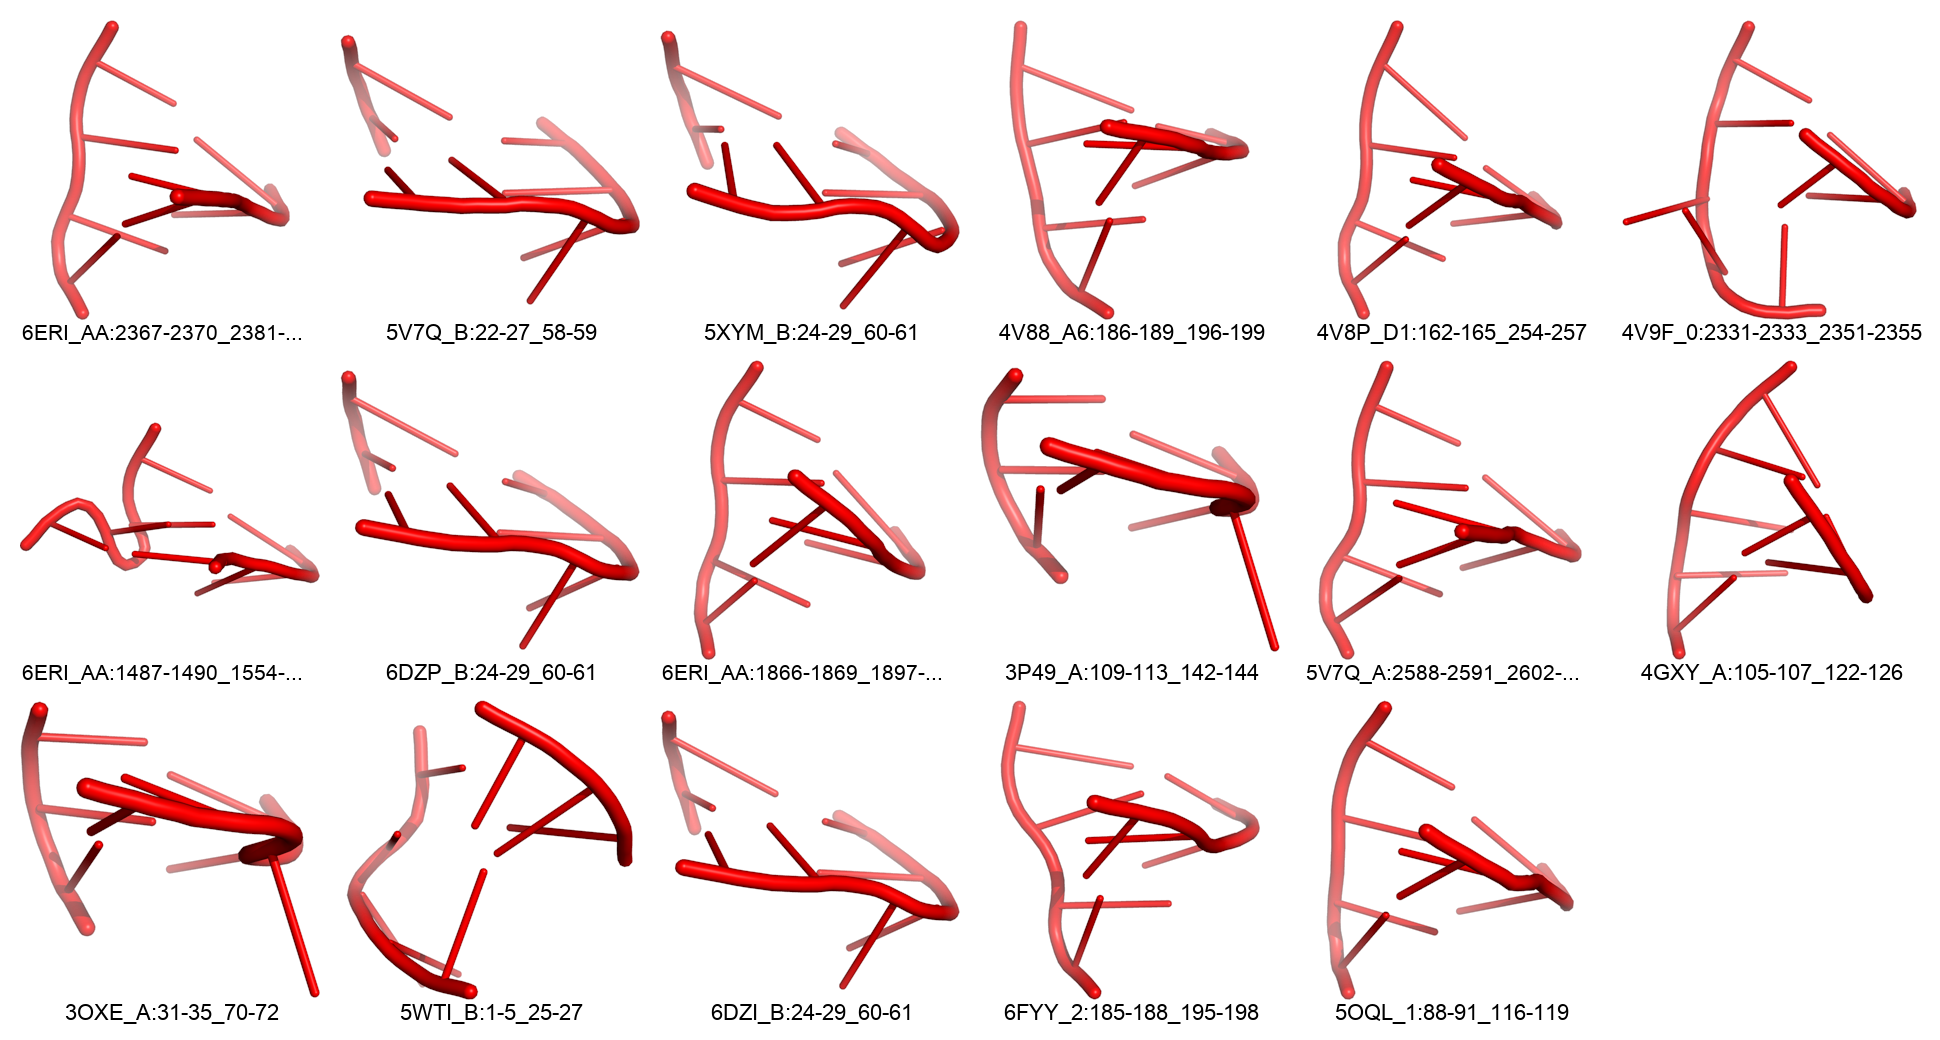 6ERI_AA:2367-2370_2381-...
5V7Q_B:22-27_58-59
5XYM_B:24-29_60-61
4V88_A6:186-189_196-199
4V8P_D1:162-165_254-257
4V9F_0:2331-2333_2351-2355
6ERI_AA:1487-1490_1554-...
6DZP_B:24-29_60-61
6ERI_AA:1866-1869_1897-...
3P49_A:109-113_142-144
5V7Q_A:2588-2591_2602-...
4GXY_A:105-107_122-126
3OXE_A:31-35_70-72
5WTI_B:1-5_25-27
6DZI_B:24-29_60-61
6FYY_2:185-188_195-198
5OQL_1:88-91_116-119